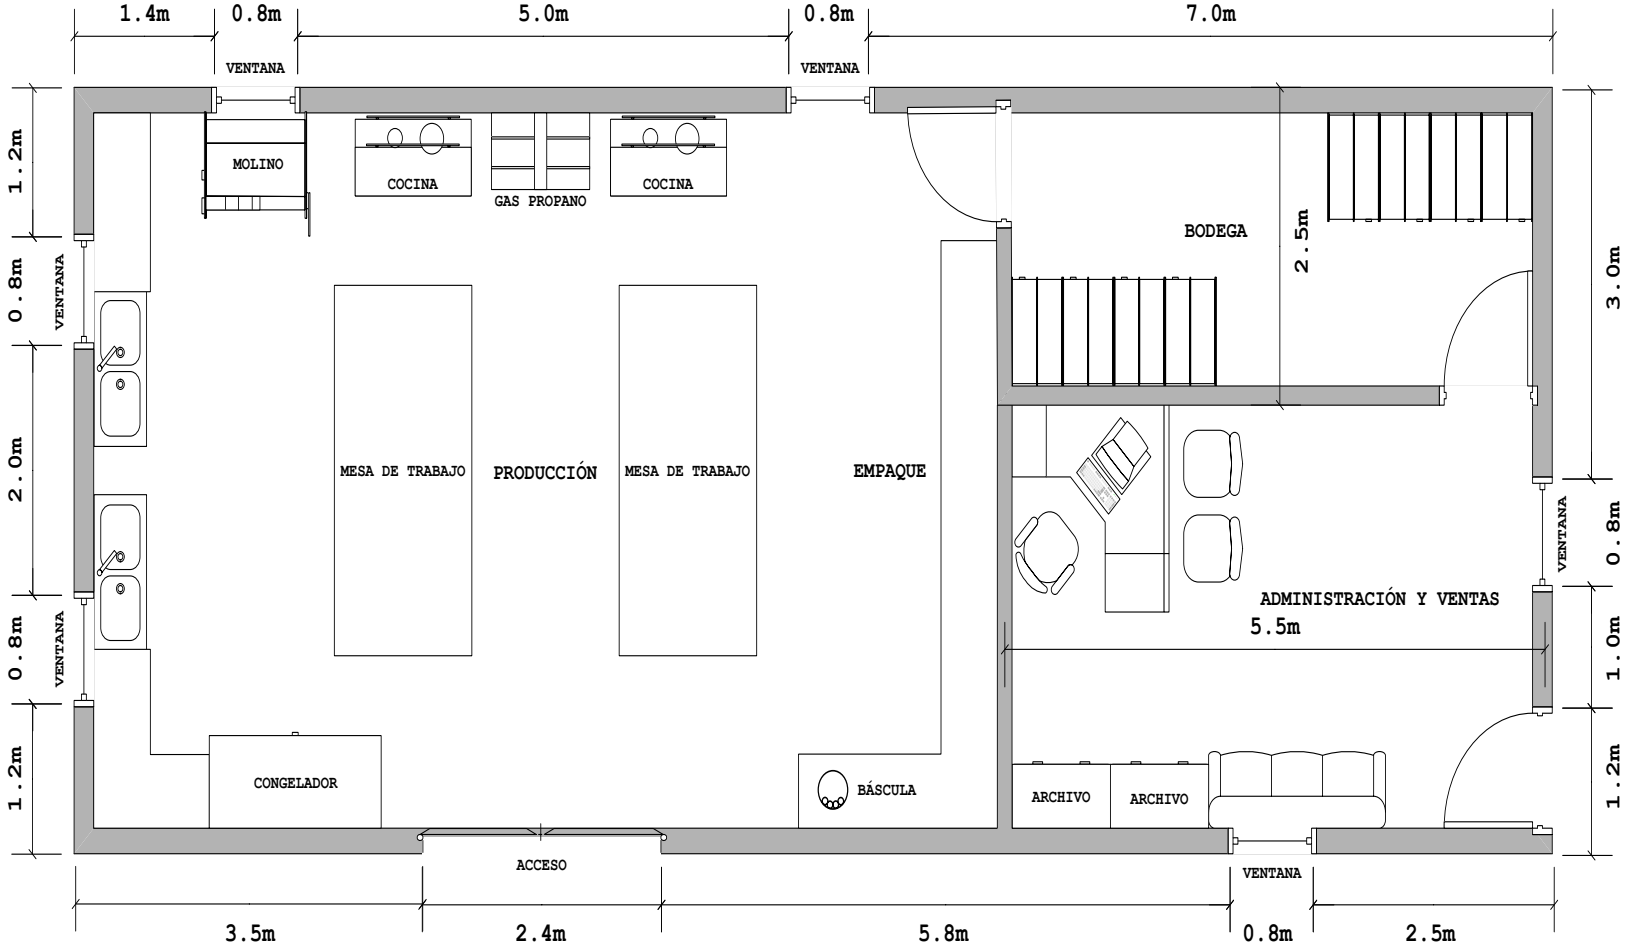 1.4m 0.8m 5.0m 0.8m 7.0m
VENTANA VENTANA
1.2m
0.8m
VENTANA
2.0m
0.8m
VENTANA
1.2m
MOLINO
COCINA
GAS PROPANO
COCINA
BODEGA
2.5m
3.0m
MESA DE TRABAJO
PRODUCCIÓN
MESA DE TRABAJO
EMPAQUE
VENTANA
0.8m
ADMINISTRACIÓN Y VENTAS
5.5m
1.0m
1.2m
CONGELADOR
BÁSCULA
ARCHIVO
ARCHIVO
ACCESO
VENTANA
3.5m 2.4m 5.8m 0.8m 2.5m